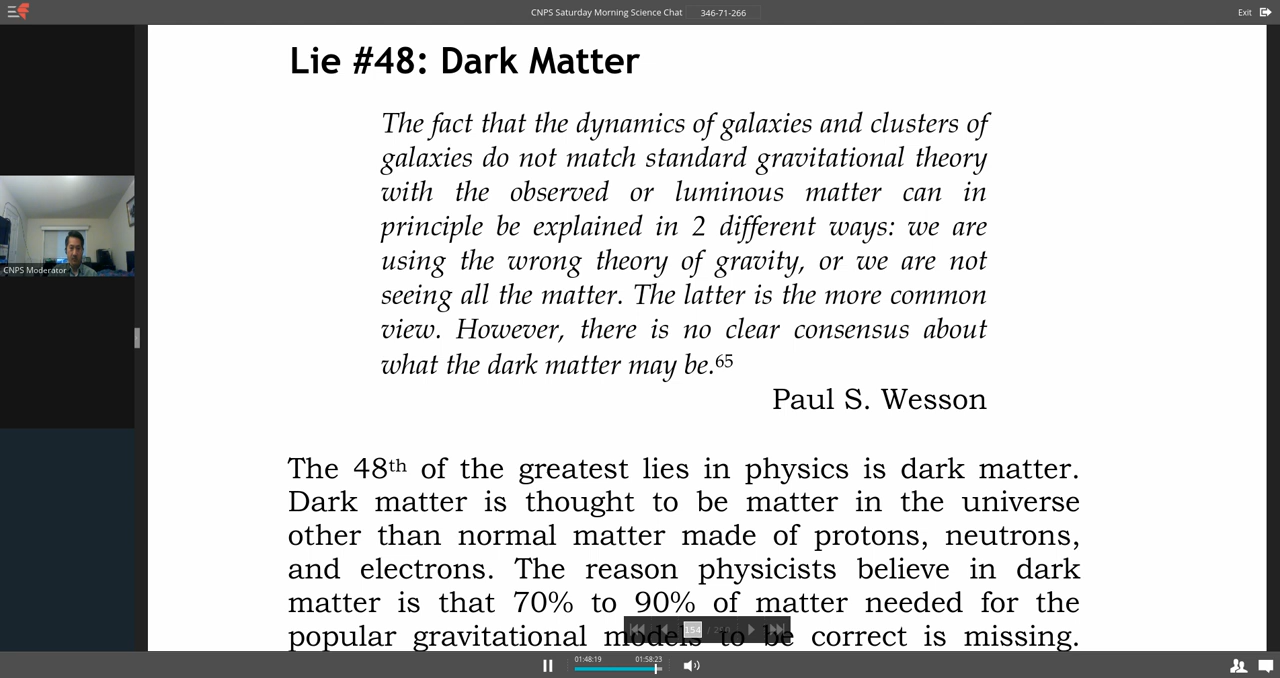 CNPS Saturday Morning Science Chat 346-71-266
Exit
Lie #48: Dark Matter
The fact that the dynamics of galaxies and clusters of
galaxies do not match standard gravitational theory
with the observed or luminous matter can in
principle be explained in 2 different ways: we are
using the wrong theory of gravity, or we are not
seeing all the matter. The latter is the more common
view. However, there is no clear consensus about
what the dark matter may be.65
Paul S. Wesson
CNPS Moderator
The 48th of the greatest lies in physics is dark matter.
Dark matter is thought to be matter in the universe
other than normal matter made of protons, neutrons,
and electrons. The reason physicists believe in dark
matter is that 70% to 90% of matter needed for the
popular gravitational models to be correct is missing.
154
01:48:19 01:58:23